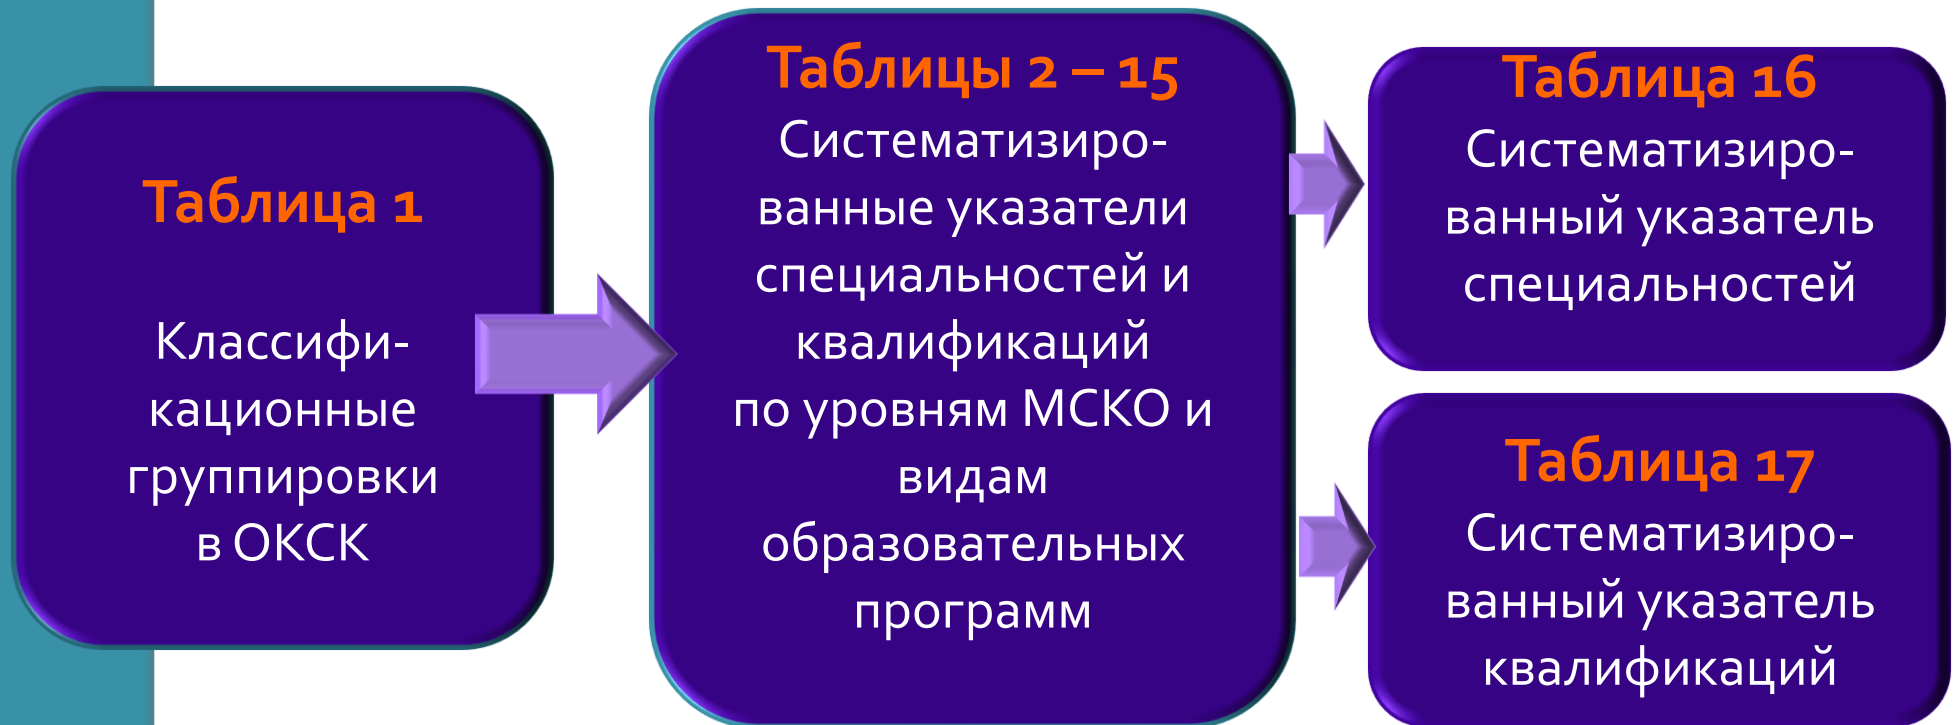 Таблица 1
Классифи-
кационные
группировки
в ОКСК
Таблицы 2 – 15
Систематизиро-
ванные указатели
специальностей и
квалификаций
по уровням МСКО и
видам
образовательных
программ
Таблица 16
Систематизиро-
ванный указатель
специальностей
Таблица 17
Систематизиро-
ванный указатель
квалификаций